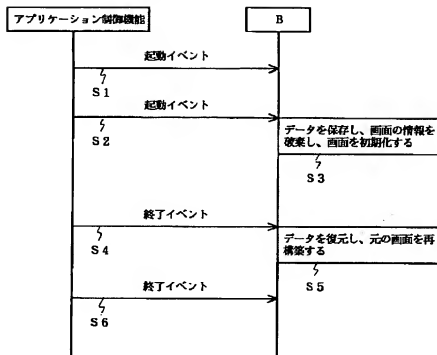 アプリケーション制御機能
B
起動イベント
S1
起動イベント
S2
データを保存し、画面の情報を
破棄し、画面を初期化する
S3
終了イベント
S4
データを復元し、元の画面を再
構築する
S5
終了イベント
S6